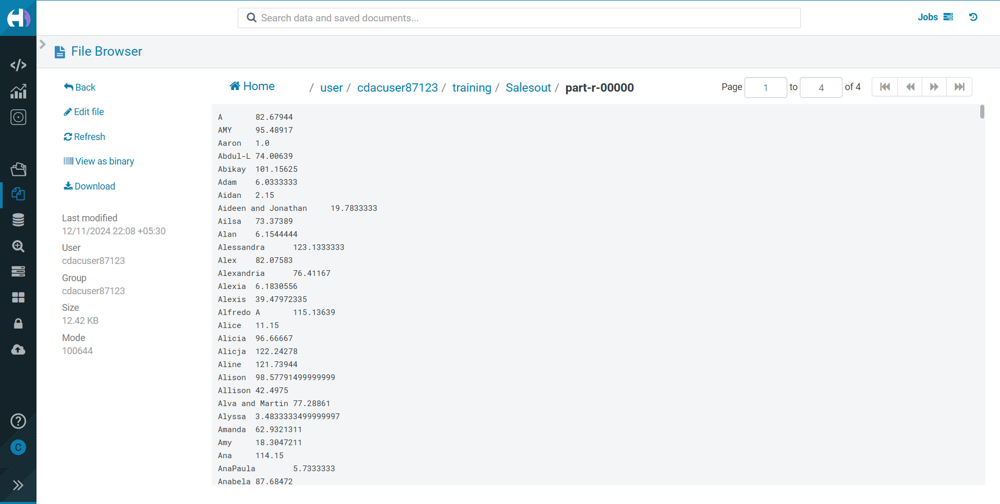 Search data and saved documents...
Jobs
File Browser
Back
Edit file
Refresh
View as binary
Download
Last modified
12/11/2024 22:08 +05:30
User
cdacuser87123
Group
cdacuser87123
Size
12.42 KB
Mode
100644
Home / user / cdacuser87123 / training / Salesout / part-r-00000
Page 1 to 4 of 4
A 82.67944
AMY 95.48917
Aaron 1.0
Abdul-L 74.00639
Abikay 101.15625
Adam 6.0333333
Aidan 2.15
Aideen and Jonathan 19.7833333
Ailsa 73.37389
Alan 6.1544444
Alessandra 123.1333333
Alex 82.07583
Alexandria 76.41167
Alexia 6.1830556
Alexis 39.47972335
Alfredo A 115.13639
Alice 11.15
Alicia 96.66667
Alicja 122.24278
Aline 121.73944
Alison 98.57791499999999
Allison 42.4975
Alva and Martin 77.28861
Alyssa 3.4833333499999997
Amanda 62.9321311
Amy 18.3047211
Ana 114.15
AnaPaula 5.7333333
Anabela 87.68472
C